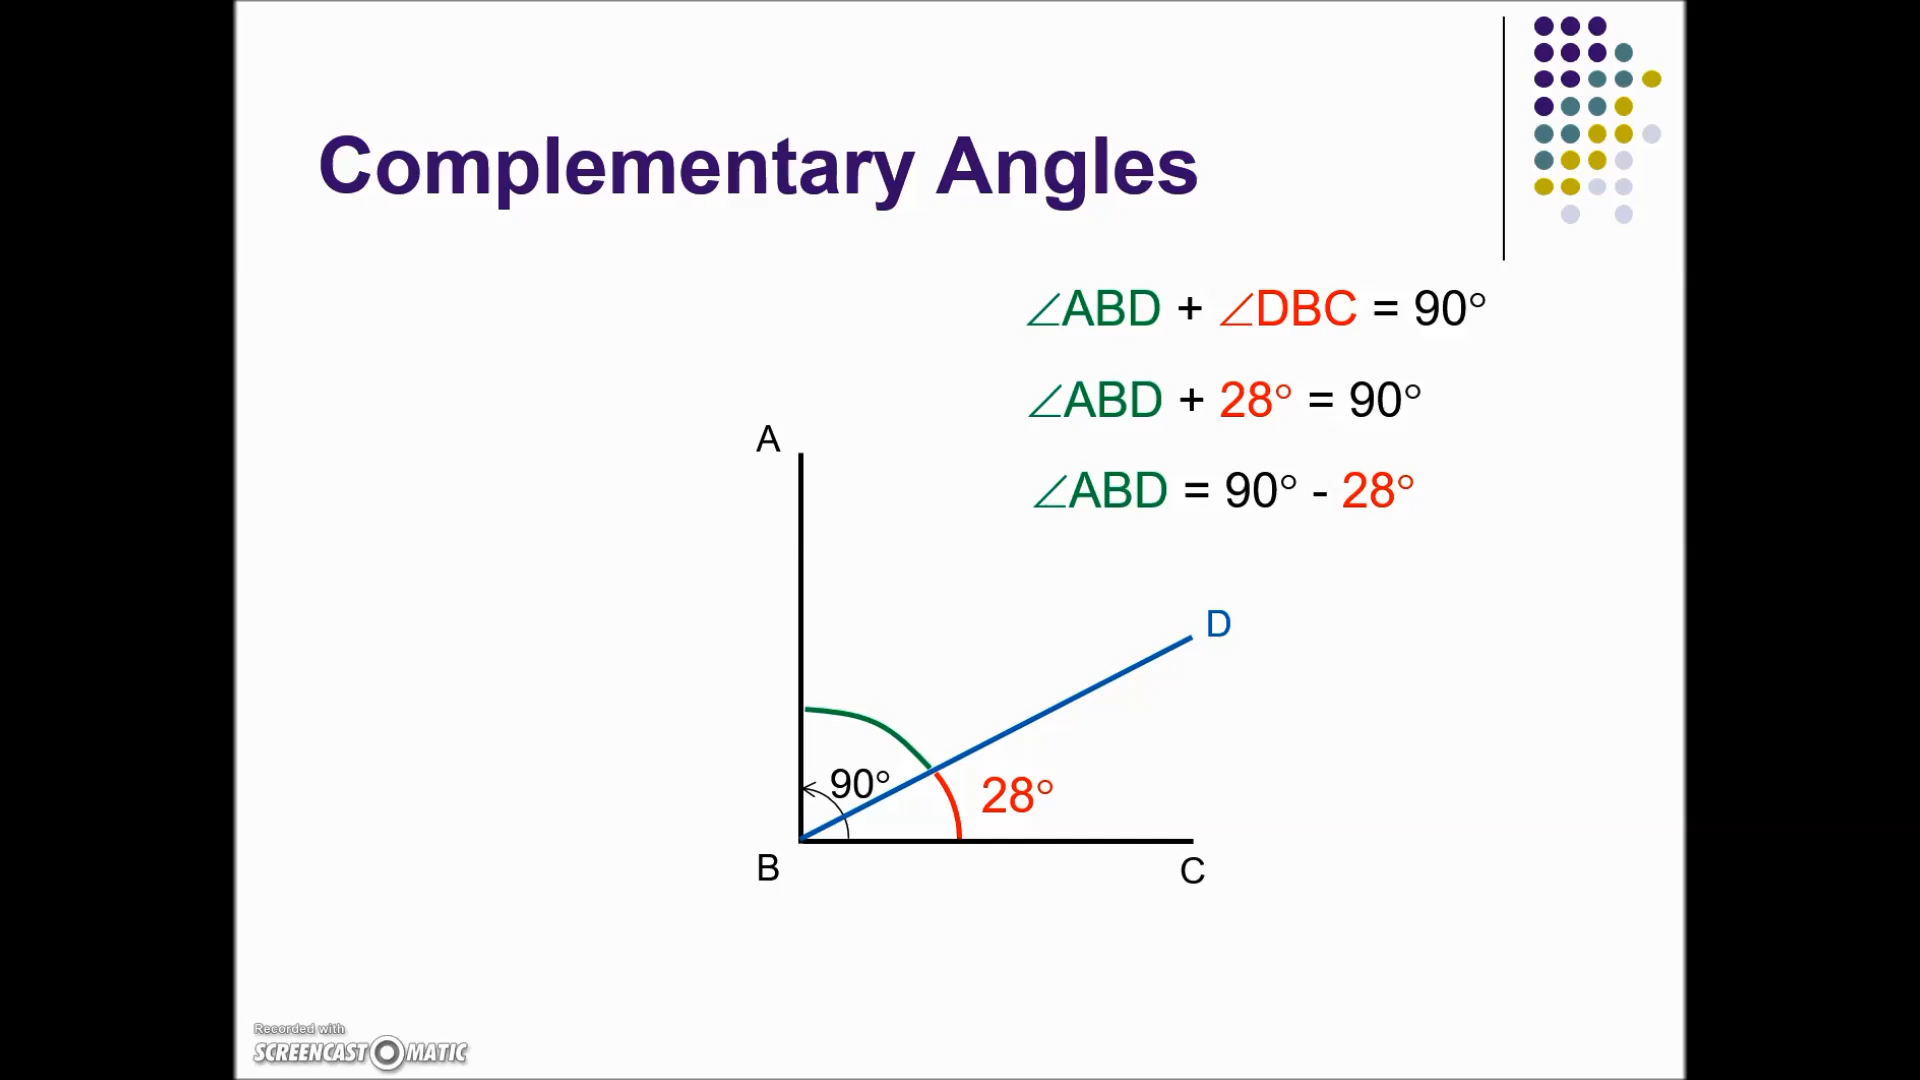 Complementary Angles
∠ABD + ∠DBC = 90°
∠ABD + 28° = 90°
∠ABD = 90° - 28°
A
D
90°
28°
B
C
Recorded with
SCREENCAST O MATIC